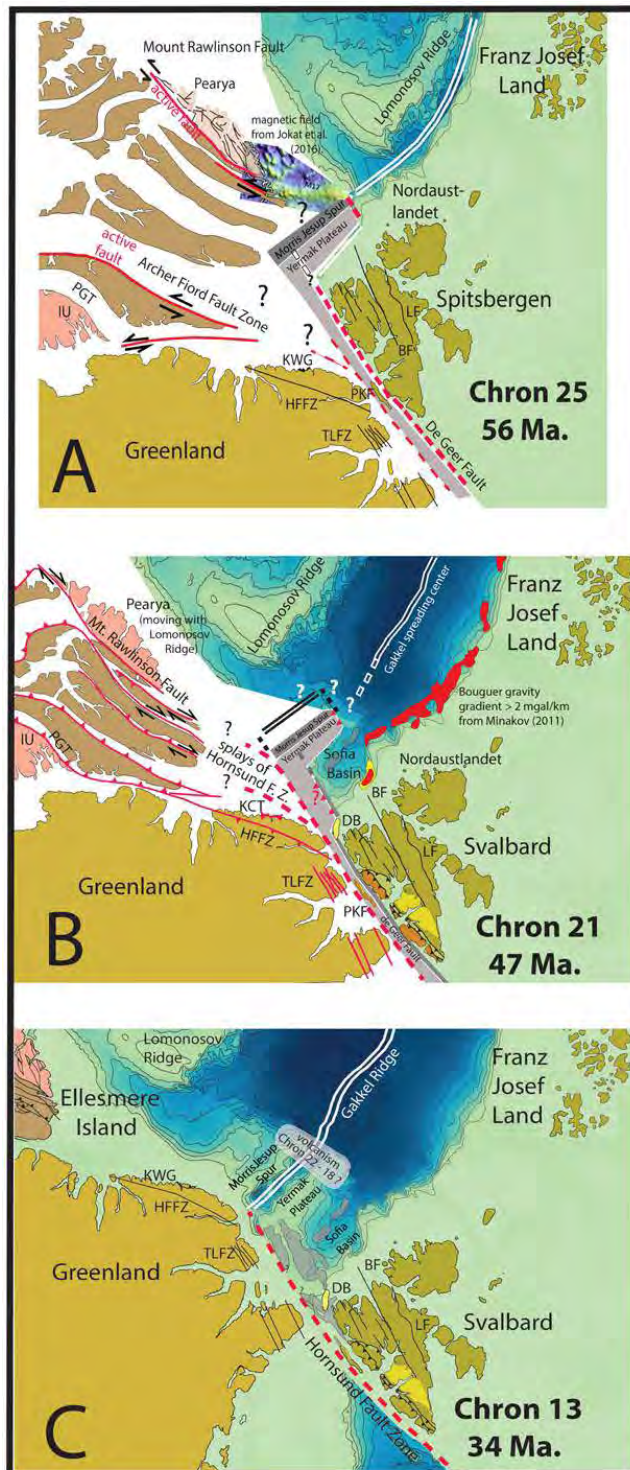 Mount Rawlinson Fault
Pearya
active fault
magnetic field
from Jokat et al.
(2016)
Lomonosov Ridge
Franz Josef
Land
Nordaust-
landet
?
Morris Jesup Spur
Yermak Plateau
?
active
fault
Archer Fiord Fault Zone
PGT
IU
?
?
Spitsbergen
LF
BF
KWG
HFFZ
PKF
TLFZ
De Geer Fault
Greenland
A
Chron 25
56 Ma.
Pearya
(moving with
Lomonosov
Ridge)
Mt. Rawlinson Fault
Lomonosov Ridge
Gakkel spreading center
Franz
Josef
Land
Bouguer gravity
gradient > 2 mgal/km
from Minakov (2011)
? ? ?
Morris Jesup Spur
Yermak Plateau
Sofia
Basin
Nordaustlandet
?
splays of
Hornsund F. Z.
?
?
IU
PGT
KCT
HFFZ
BF
DB
LF
Svalbard
TLFZ
PKF
de Geer Fault
Greenland
B
Chron 21
47 Ma.
Lomonosov
Ridge
Ellesmere
Island
Gakkel Ridge
Franz
Josef
Land
volcanism
Chron 22 - 18 ?
Morris Jesup
Spur
Yermak
Plateau
Sofia
Basin
KWG
HFFZ
TLFZ
BF
DB
LF
Greenland
Svalbard
Hornsund Fault Zone
C
Chron 13
34 Ma.